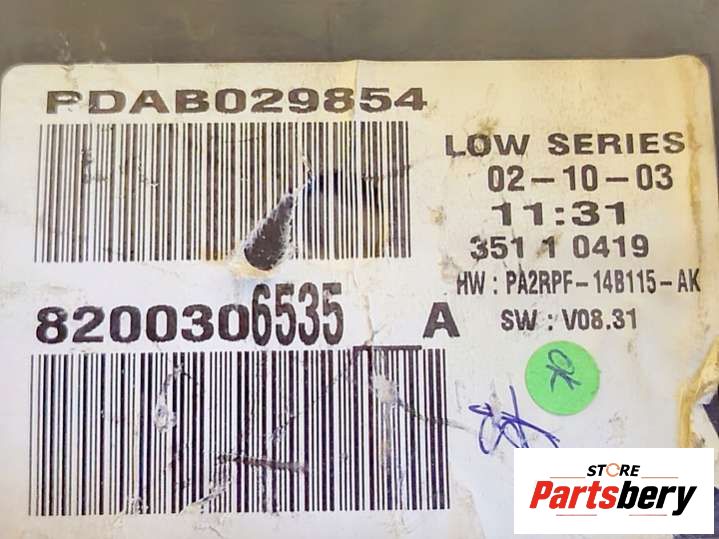 PDAB029854
LOW SERIES
02-10-03
11:31
351 1 0419
HW : PA2RPF-14B115-AK
8200306535 A
SW : V08.31
OK
STORE
Partsbery